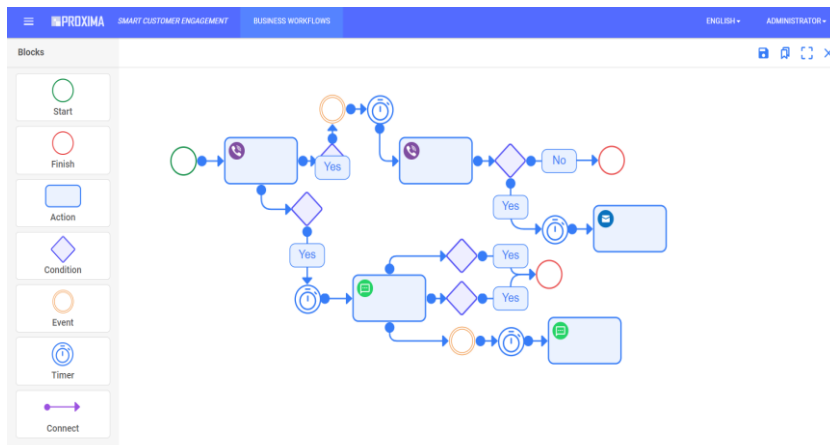 PROXIMA SMART CUSTOMER ENGAGEMENT BUSINESS WORKFLOWS ENGLISH ADMINISTRATOR
Blocks
Start
Finish
Action
Condition
Event
Timer
Connect
Yes
No
Yes
Yes
Yes
Yes